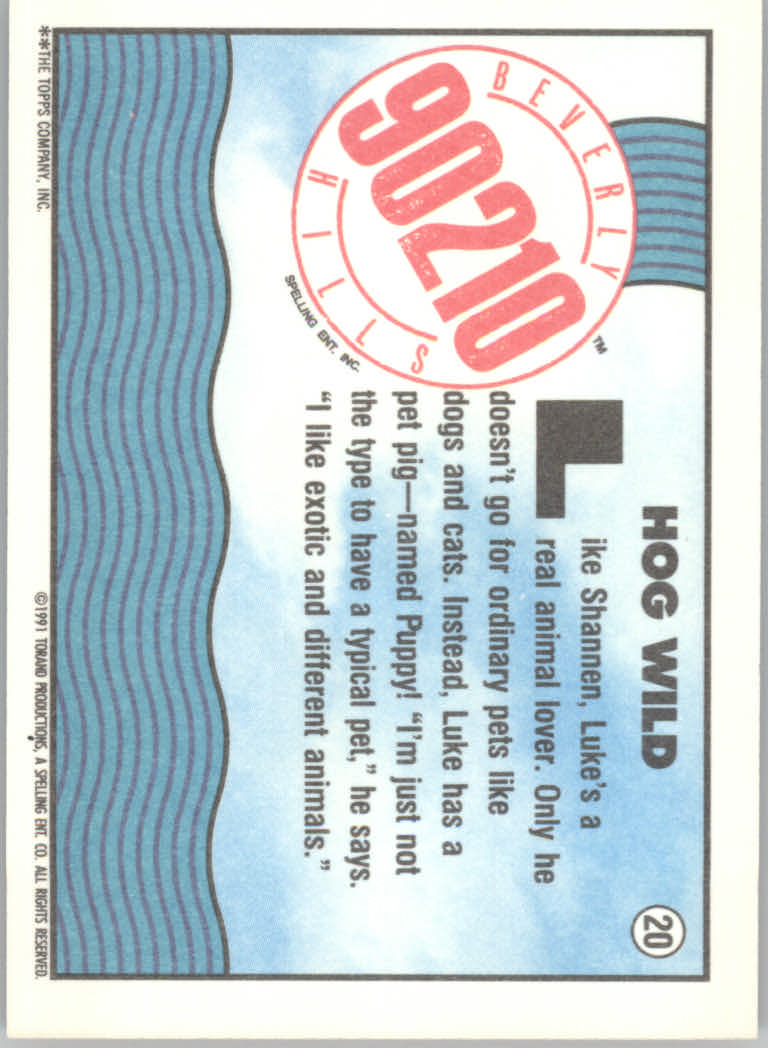 BEVERLY
90210
HILLS
™
SPELLING ENT. INC.
HOG WILD
20
Like Shannen, Luke's a
real animal lover. Only he
doesn't go for ordinary pets like
dogs and cats. Instead, Luke has a
pet pig—named Puppy! “I'm just not
the type to have a typical pet,” he says.
“I like exotic and different animals.”
**THE TOPPS COMPANY, INC.
©1991 TORAND PRODUCTIONS, A SPELLING ENT. CO. ALL RIGHTS RESERVED.